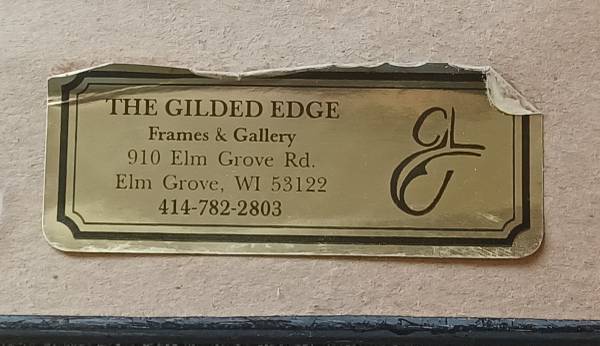 THE GILDED EDGE
Frames & Gallery
910 Elm Grove Rd.
Elm Grove, WI 53122
414-782-2803